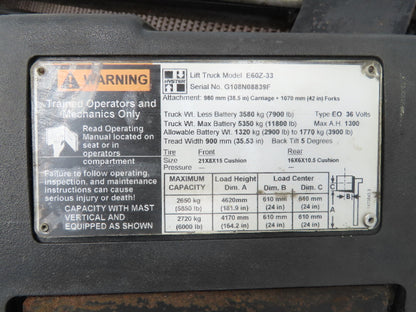 WARNING
Trained Operators and
Mechanics Only
Read Operating
Manual located on
seat or in
operators
compartment
Failure to follow operating,
inspection, and maintenance
instructions can cause
serious injury or death!
CAPACITY WITH MAST
VERTICAL AND
EQUIPPED AS SHOWN
HYSTER
Lift Truck Model E60Z-33
Serial No. G108N08839F
Attachment: 980 mm (38.5 in) Carriage + 1070 mm (42 in) Forks
Truck Wt. Less Battery 3580 kg (7900 lb) Type EO 36 Volts
Truck Wt. Max Battery 5350 kg (11800 lb) Max A.H. 1300
Allowable Battery Wt. 1320 kg (2900 lb) to 1770 kg (3900 lb)
Tread Width 900 mm (35.53 in) Back Tilt 5 Degrees
Tire Front Rear
Size 21X8X15 Cushion 16X6X10.5 Cushion
Pressure — —
MAXIMUM CAPACITY Load Height Dim. A Load Center Dim. B Dim. C
2650 kg (5850 lb) 4620mm (181.9 in) 610 mm (24 in) 610 mm (24 in)
2720 kg (6000 lb) 4170 mm (164.2 in) 610 mm (24 in) 610 mm (24 in)
C
B
A